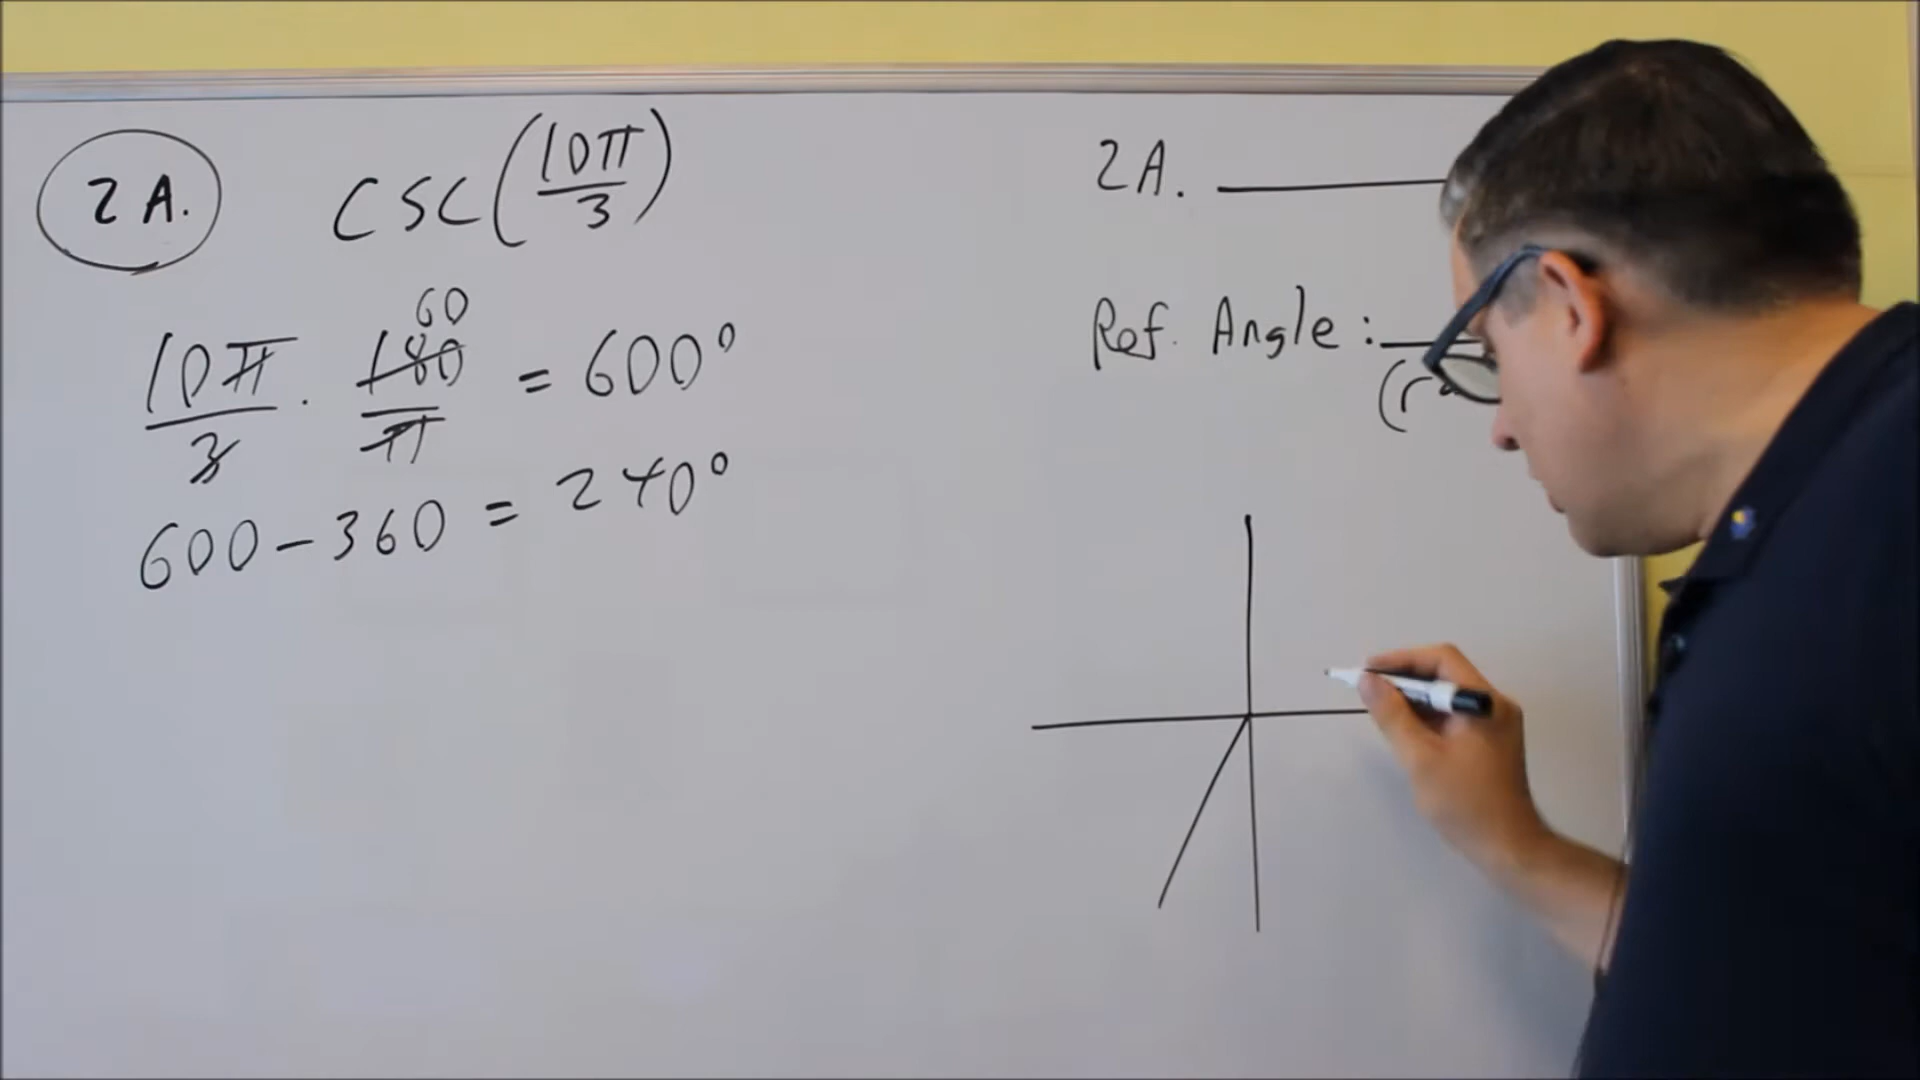 2A. CSC(10π/3)
2A.
60
10π/3 · 180/π = 600°
600 - 360 = 240°
Ref. Angle:
(r